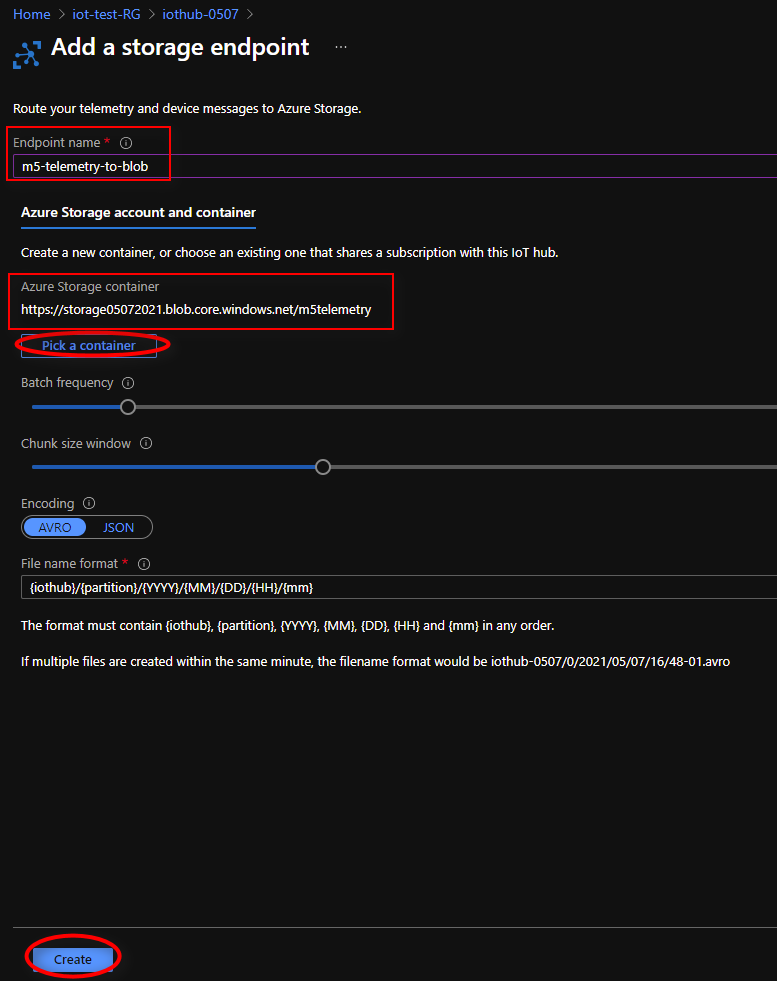 Home > iot-test-RG > iothub-0507 >
Add a storage endpoint ...
Route your telemetry and device messages to Azure Storage.
Endpoint name *
m5-telemetry-to-blob
Azure Storage account and container
Create a new container, or choose an existing one that shares a subscription with this IoT hub.
Azure Storage container
https://storage05072021.blob.core.windows.net/m5telemetry
Pick a container
Batch frequency
Chunk size window
Encoding
AVRO JSON
File name format *
{iothub}/{partition}/{YYYY}/{MM}/{DD}/{HH}/{mm}
The format must contain {iothub}, {partition}, {YYYY}, {MM}, {DD}, {HH} and {mm} in any order.
If multiple files are created within the same minute, the filename format would be iothub-0507/0/2021/05/07/16/48-01.avro
Create